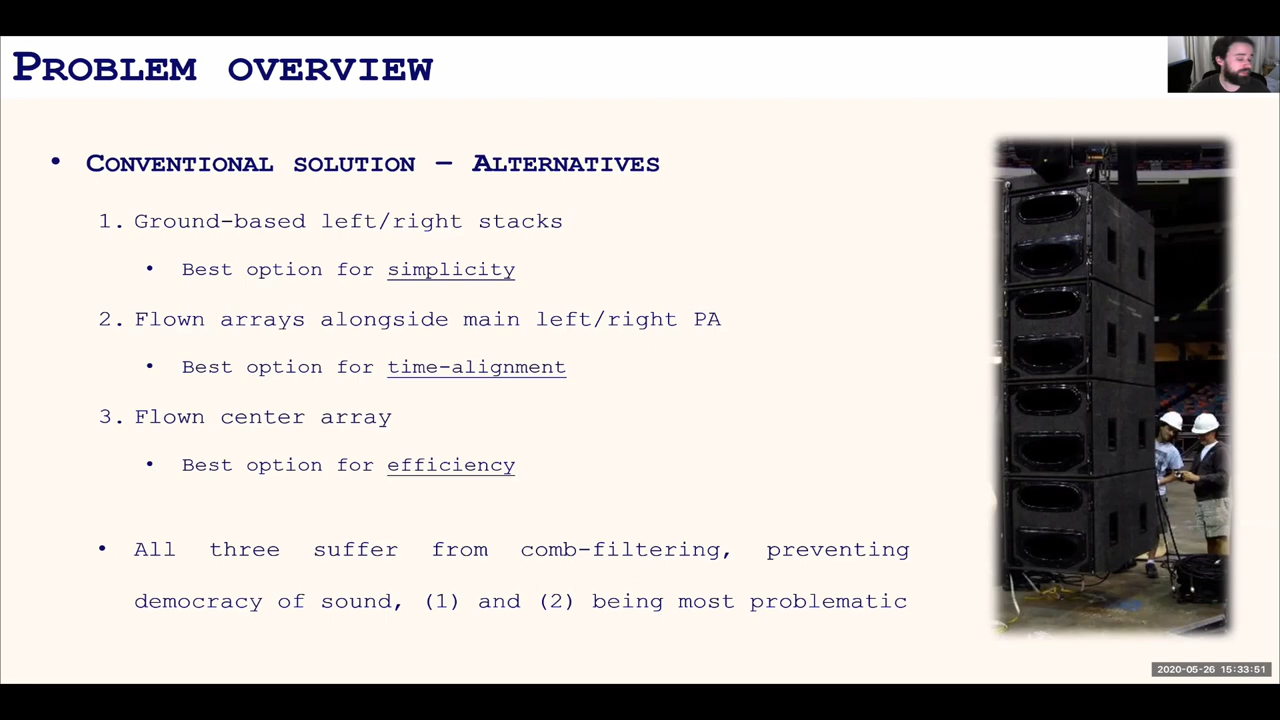 PROBLEM OVERVIEW
• CONVENTIONAL SOLUTION – ALTERNATIVES
1. Ground-based left/right stacks
• Best option for simplicity
2. Flown arrays alongside main left/right PA
• Best option for time-alignment
3. Flown center array
• Best option for efficiency
• All three suffer from comb-filtering, preventing
democracy of sound, (1) and (2) being most problematic
2020-05-26 15:33:51